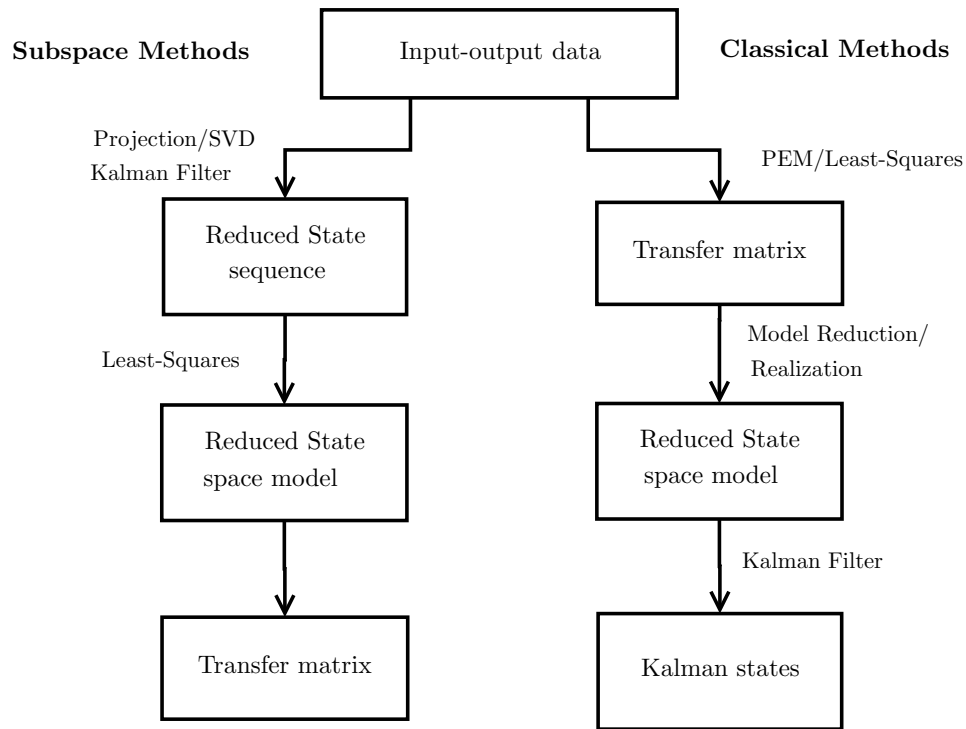 Subspace Methods
Input-output data
Classical Methods
Projection/SVD
Kalman Filter
Reduced State
sequence
Least-Squares
Reduced State
space model
Transfer matrix
PEM/Least-Squares
Transfer matrix
Model Reduction/
Realization
Reduced State
space model
Kalman Filter
Kalman states